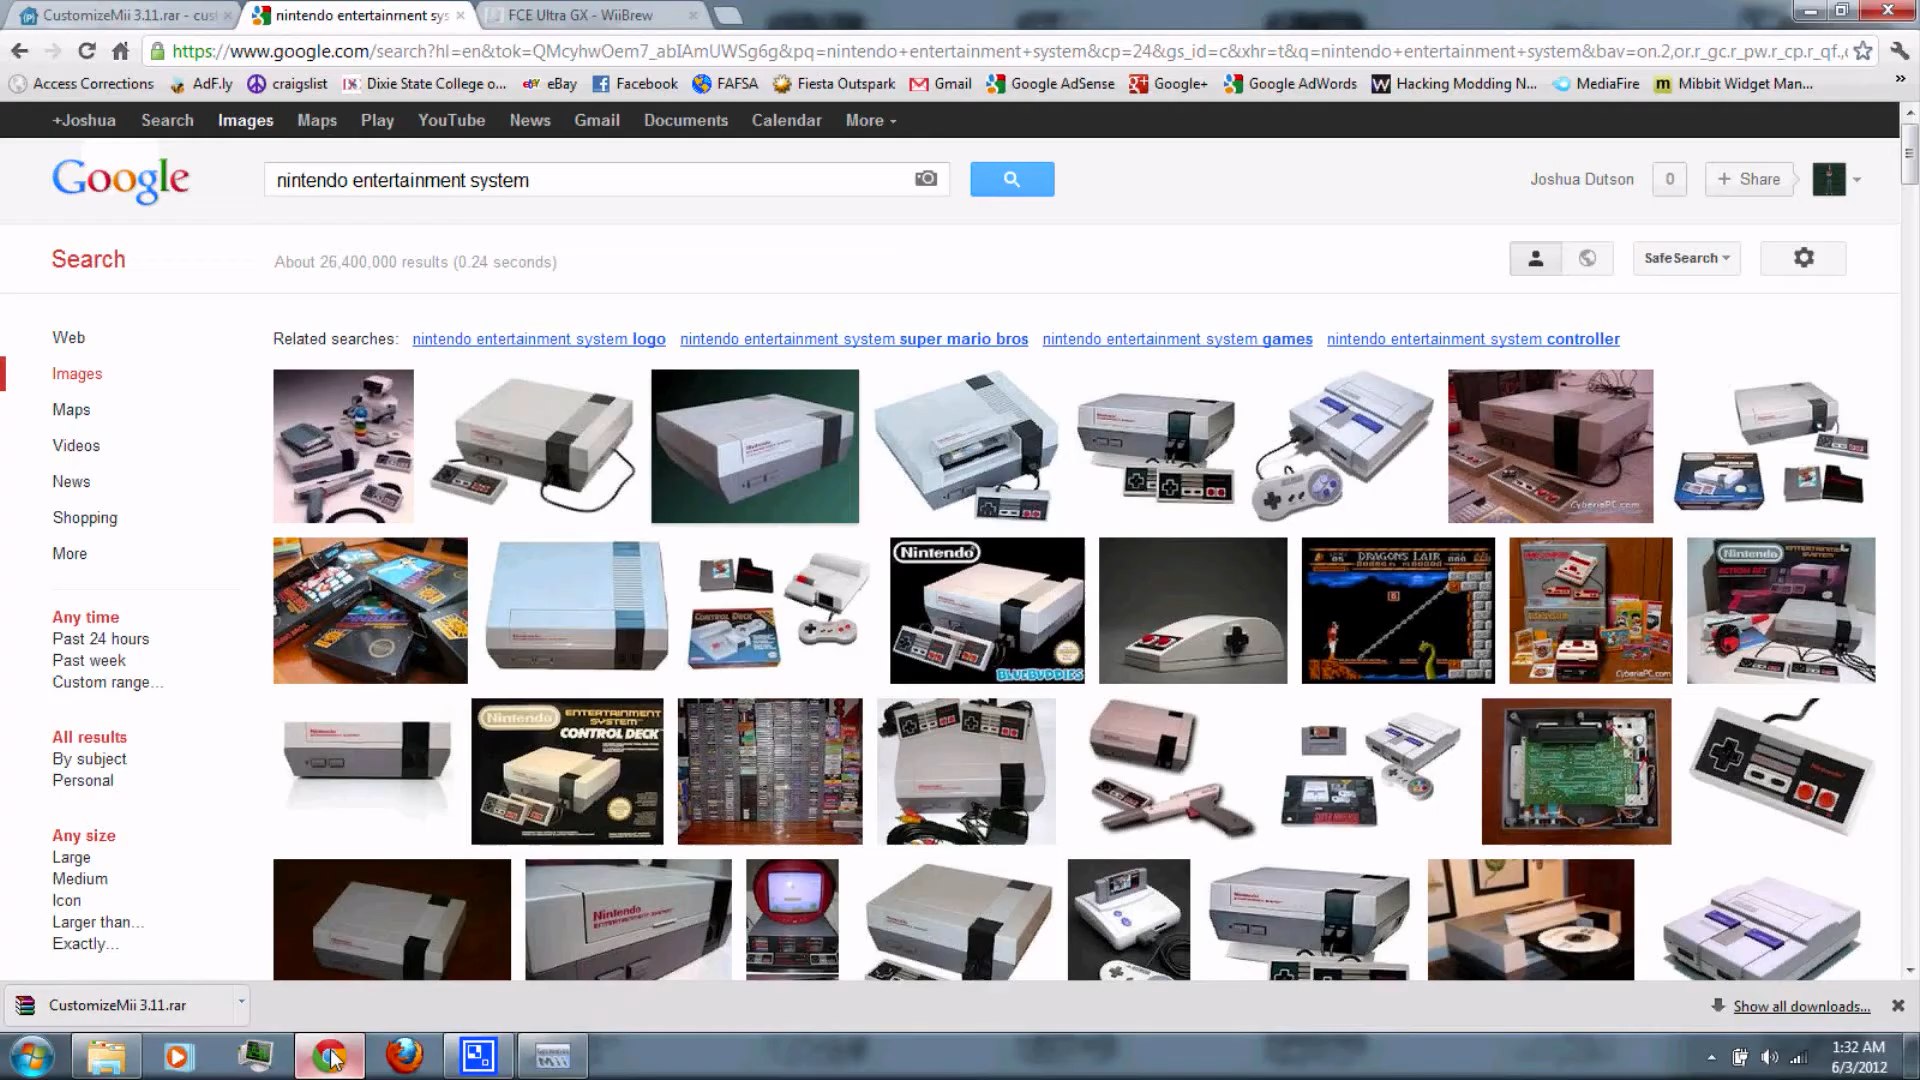 CustomizeMii 3.11.rar - cust
nintendo entertainment sys
FCE Ultra GX - WiiBrew
https://www.google.com/search?hl=en&tok=QMcyhwOem7_abIAmUWSg6g&pq=nintendo+entertainment+system&cp=24&gs_id=c&xhr=t&q=nintendo+entertainment+system&bav=on.2,or.r_gc.r_pw.r_cp.r_qf.,c
Access Corrections AdF.ly craigslist Dixie State College o... eBay Facebook FAFSA Fiesta Outspark Gmail Google AdSense Google+ Google AdWords Hacking Modding N... MediaFire Mibbit Widget Man... »
+Joshua Search Images Maps Play YouTube News Gmail Documents Calendar More
Google
nintendo entertainment system
Joshua Dutson 0 + Share
Search
About 26,400,000 results (0.24 seconds)
SafeSearch
Web
Images
Maps
Videos
News
Shopping
More
Any time
Past 24 hours
Past week
Custom range...
All results
By subject
Personal
Any size
Large
Medium
Icon
Larger than...
Exactly...
Related searches: nintendo entertainment system logo nintendo entertainment system super mario bros nintendo entertainment system games nintendo entertainment system controller
CyberiaPC.com
CONTROL DECK
Nintendo
BLUEBUDDIES
DRAGONS LAIR
CyberiaPC.com
Nintendo ENTERTAINMENT SYSTEM
ACTION SET
Nintendo ENTERTAINMENT SYSTEM
CONTROL DECK
Nintendo
CustomizeMii 3.11.rar
Show all downloads...
1:32 AM
6/3/2012